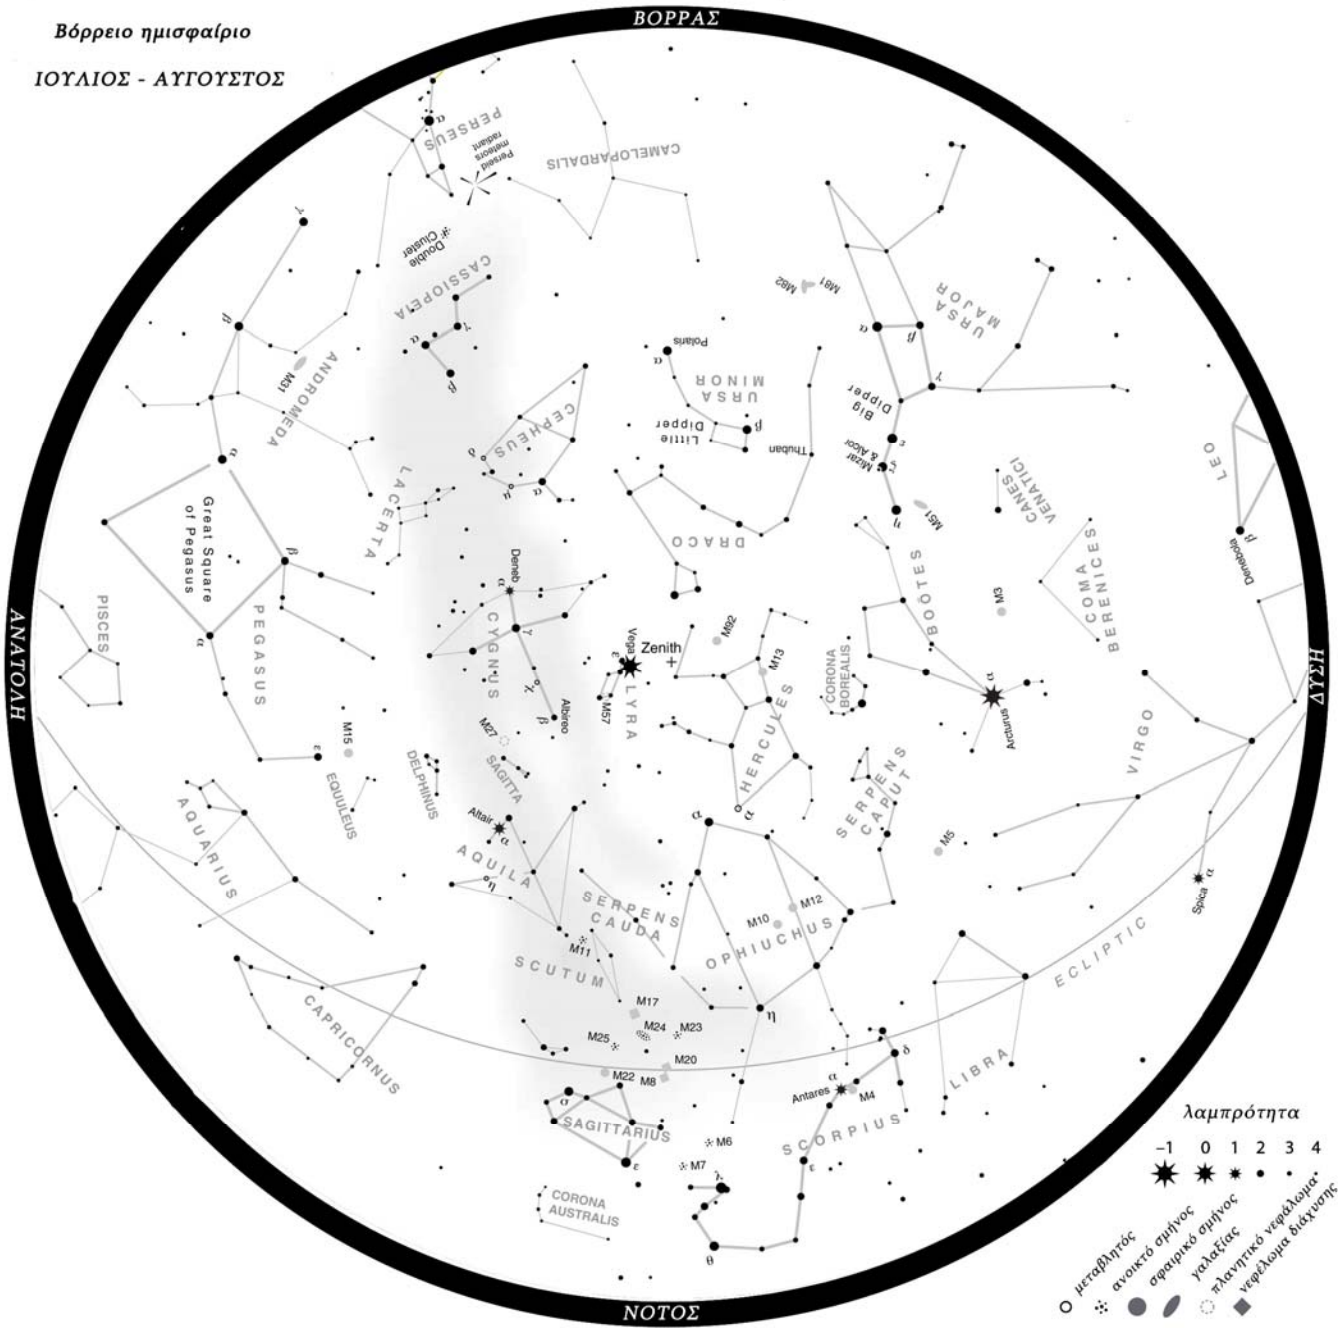 Βόρρειο ημισφαίριο
ΙΟΥΛΙΟΣ - ΑΥΓΟΥΣΤΟΣ
ΒΟΡΡΑΣ
PERSEUS
α
Perseid
meteors
radiant
CAMELOPARDALIS
Double
Cluster
CASSIOPEIA
α
γ
β
γ
β
M31
ANDROMEDA
α
M82
M81
URSA
MAJOR
α
β
γ
Polaris
α
URSA
MINOR
Little
Dipper
β
Thuban
Big
Dipper
ε
Mizar
& Alcor
ζ
η
M51
CANES
VENATICI
LEO
β
Denebola
CEPHEUS
δ
μ
α
LACERTA
DRACO
Great Square
of Pegasus
β
α
PEGASUS
ε
PISCES
ΑΝΑΤΟΛΗ
ΔΥΣΗ
Deneb
α
CYGNUS
γ
χ
Albireo
β
Vega
ε
Zenith
LYRA
M57
M92
M13
HERCULES
α
CORONA
BOREALIS
BOÖTES
M3
COMA
BERENICES
α
Arcturus
VIRGO
M27
SAGITTA
M15
EQUULEUS
DELPHINUS
AQUARIUS
Altair
α
AQUILA
η
SERPENS
CAPUT
M5
α
Spica
α
SERPENS
CAUDA
M12
M10
OPHIUCHUS
η
M11
SCUTUM
ECLIPTIC
CAPRICORNUS
M17
M24
M23
M25
M20
M22
M8
σ
SAGITTARIUS
ε
LIBRA
δ
α
Antares
M4
SCORPIUS
ε
M6
M7
λ
θ
CORONA
AUSTRALIS
ΝΟΤΟΣ
λαμπρότητα
–1 0 1 2 3 4
μεταβλητός
ανοικτό σμήνος
σφαιρικό σμήνος
γαλαξίας
πλανητικό νεφάλωμα
νεφέλωμα διάχυσης